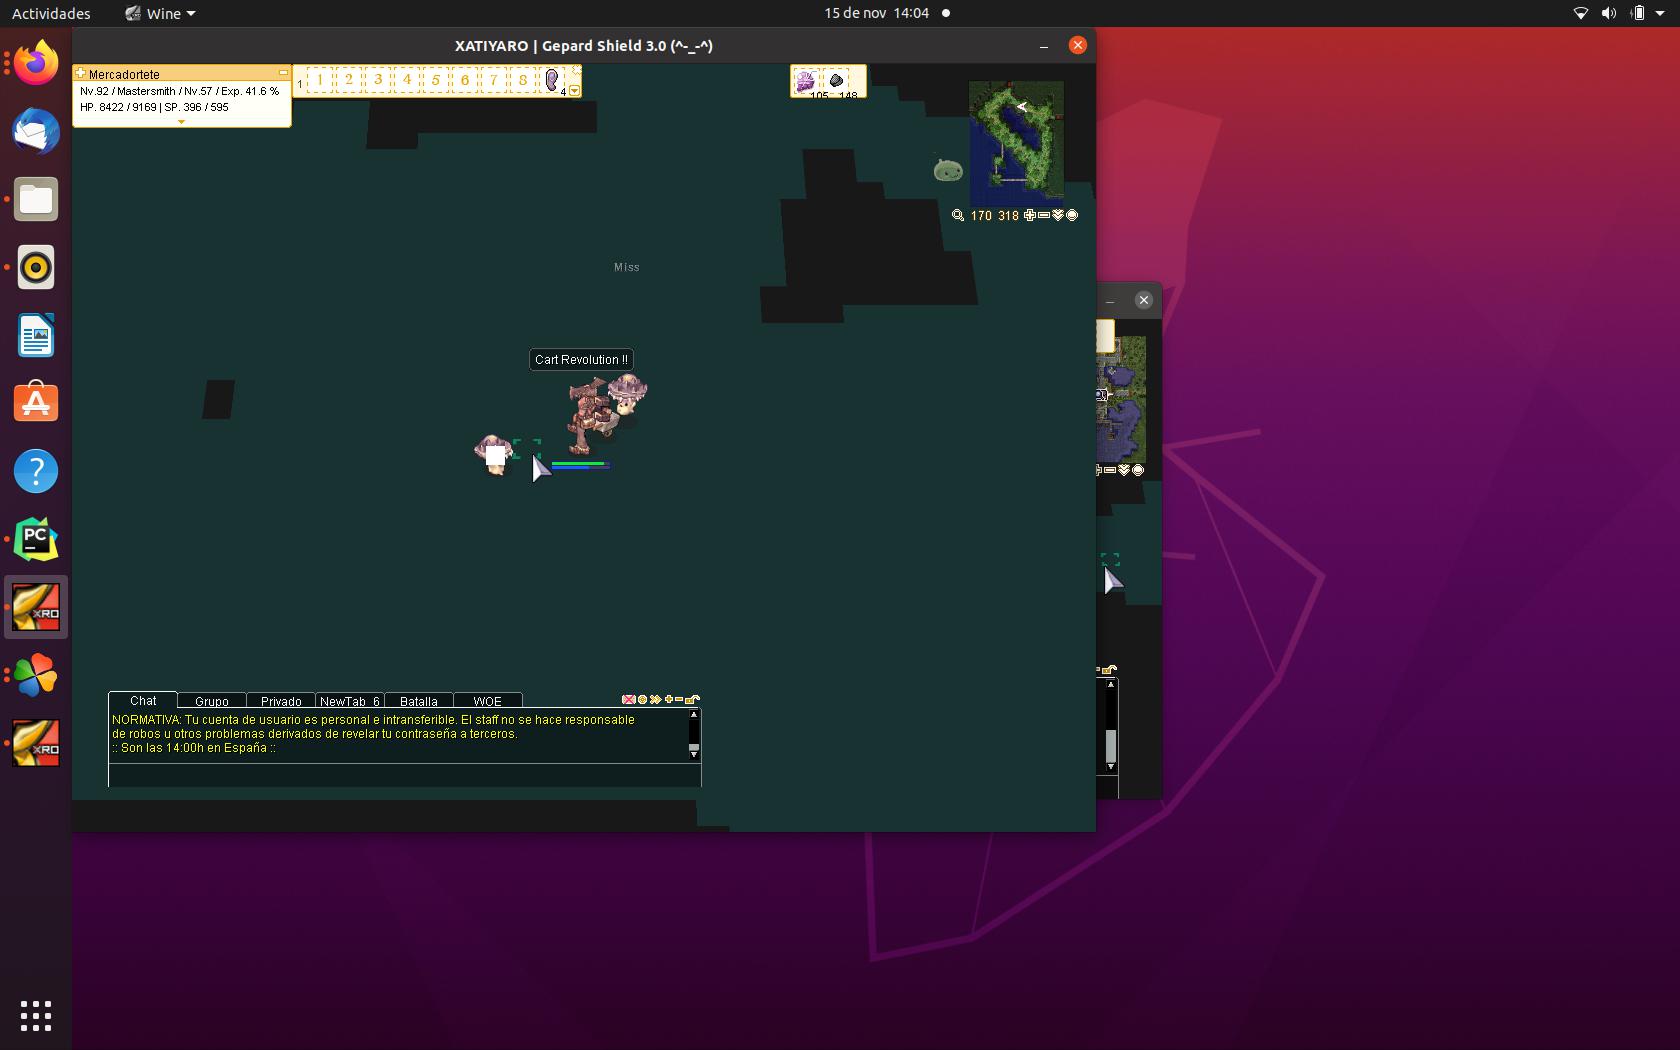 Actividades
Wine
15 de nov 14:04
XATIYARO | Gepard Shield 3.0 (^-_-^)
Mercadortete
Nv.92 / Mastersmith / Nv.57 / Exp. 41.6 %
HP. 8422 / 9169 | SP. 396 / 595
1 1 2 3 4 5 6 7 8 4
105 148
170 318
Miss
Cart Revolution !!
PC
XRO
XRO
Chat Grupo Privado NewTab_6 Batalla WOE
NORMATIVA: Tu cuenta de usuario es personal e intransferible. El staff no se hace responsable
de robos u otros problemas derivados de revelar tu contraseña a terceros.
:: Son las 14:00h en España ::